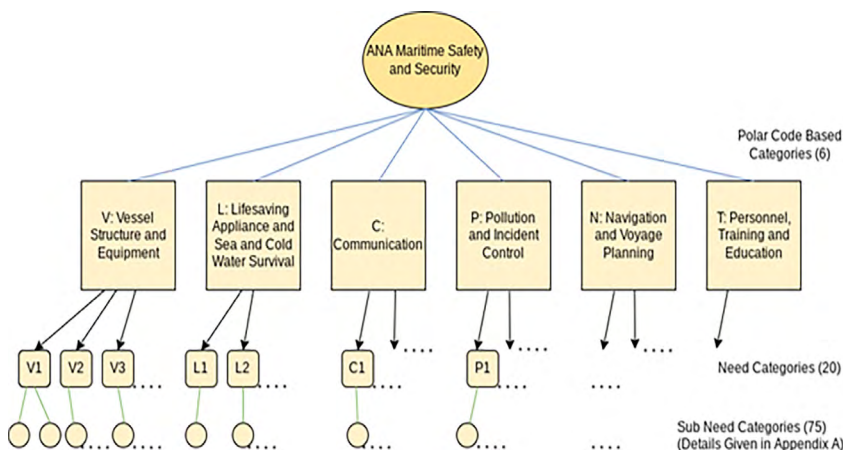 ANA Maritime Safety
and Security
Polar Code Based
Categories (6)
V: Vessel
Structure and
Equipment
L: Lifesaving
Appliance and
Sea and Cold
Water Survival
C:
Communication
P: Pollution
and Incident
Control
N: Navigation
and Voyage
Planning
T: Personnel,
Training and
Education
V1
V2
V3
....
L1
L2
....
C1
....
P1
....
....
....
Need Categories (20)
....
....
....
....
....
Sub Need Categories (75)
(Details Given in Appendix A)